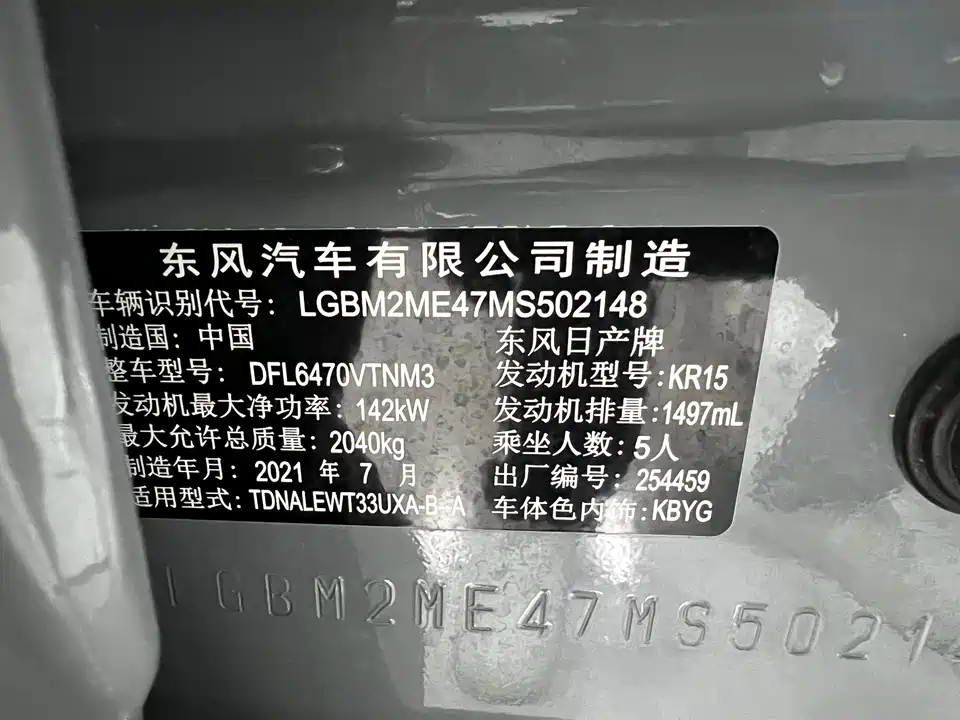 东风汽车有限公司制造
车辆识别代号: LGBM2ME47MS502148
制造国: 中国 东风日产牌
整车型号: DFL6470VTNM3 发动机型号:KR15
发动机最大净功率: 142kW 发动机排量:1497mL
最大允许总质量: 2040kg 乘坐人数: 5人
制造年月: 2021 年 7 月 出厂编号: 254459
适用型式: TDNALEWT33UXA-B--A 车体色内饰:KBYG
LGBM2ME47MS50214